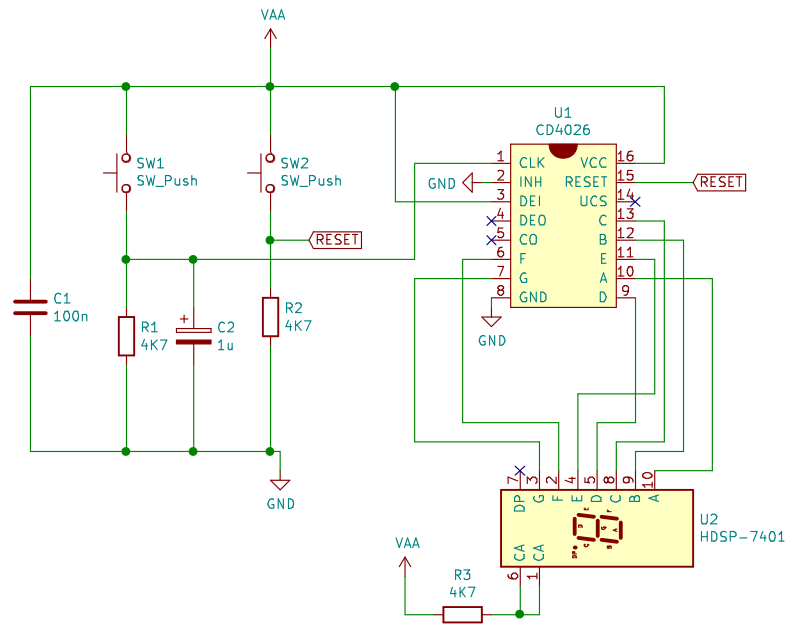 VAA
U1
CD4026
SW1
SW_Push
SW2
SW_Push
1 CLK VCC 16
GND 2 INH RESET 15 RESET
3 DEI UCS 14
4 DEO C 13
5 CO B 12
6 F E 11
7 G A 10
8 GND D 9
RESET
C1
100n
R1
4K7
C2
1u
R2
4K7
GND
GND
7 3 2 4 5 8 9 10
DP G F E D C B A
U2
HDSP-7401
CA CA
6 1
VAA
R3
4K7